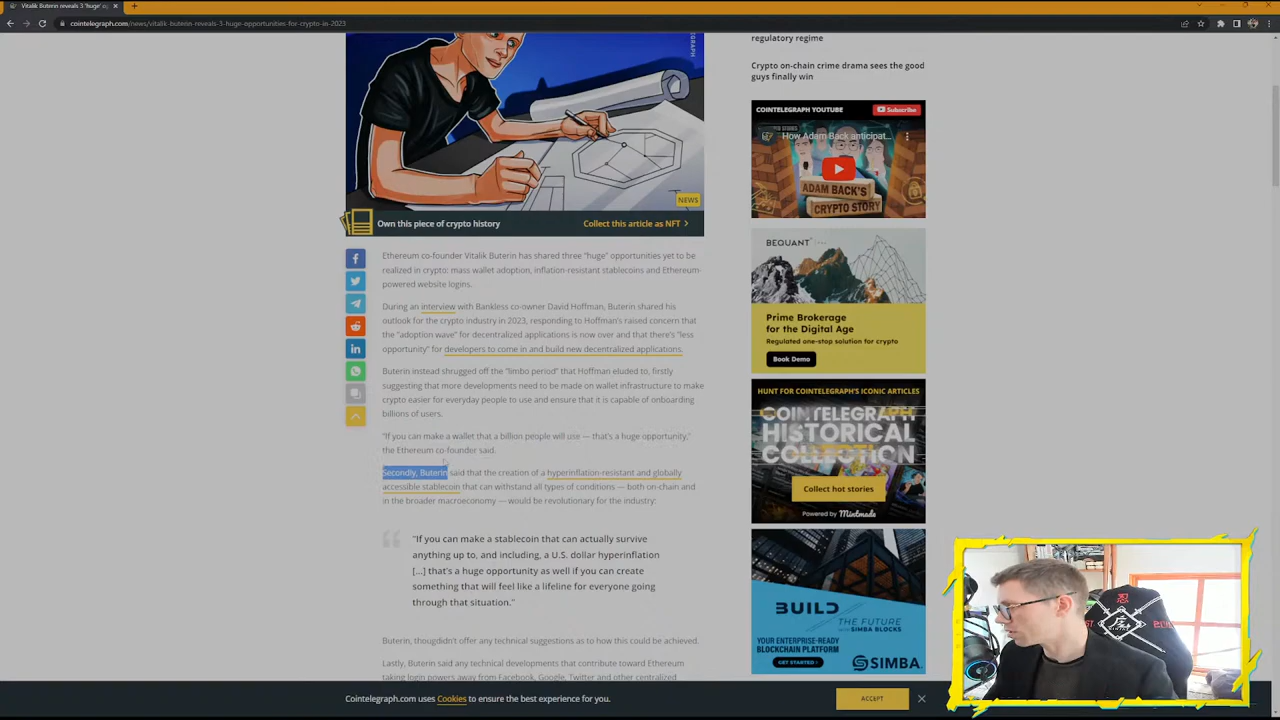 Vitalik Buterin reveals 3 'huge' o
cointelegraph.com/news/vitalik-buterin-reveals-3-huge-opportunities-for-crypto-in-2023
regulatory regime
Crypto on-chain crime drama sees the good
guys finally win
COINTELEGRAPH YOUTUBE
Subscribe
How Adam Back anticipat...
ADAM BACK'S
CRYPTO STORY
NEWS
Own this piece of crypto history
Collect this article as NFT >
Ethereum co-founder Vitalik Buterin has shared three "huge" opportunities yet to be
realized in crypto: mass wallet adoption, inflation-resistant stablecoins and Ethereum-
powered website logins.
During an interview with Bankless co-owner David Hoffman, Buterin shared his
outlook for the crypto industry in 2023, responding to Hoffman's raised concern that
the "adoption wave" for decentralized applications is now over and that there's "less
opportunity" for developers to come in and build new decentralized applications.
Buterin instead shrugged off the "limbo period" that Hoffman eluded to, firstly
suggesting that more developments need to be made on wallet infrastructure to make
crypto easier for everyday people to use and ensure that it is capable of onboarding
billions of users.
"If you can make a wallet that a billion people will use — that's a huge opportunity,"
the Ethereum co-founder said.
Secondly, Buterin said that the creation of a hyperinflation-resistant and globally
accessible stablecoin that can withstand all types of conditions — both on-chain and
in the broader macroeconomy — would be revolutionary for the industry:
"If you can make a stablecoin that can actually survive
anything up to, and including, a U.S. dollar hyperinflation
[...] that's a huge opportunity as well if you can create
something that will feel like a lifeline for everyone going
through that situation."
Buterin, thougdidn't offer any technical suggestions as to how this could be achieved.
Lastly, Buterin said any technical developments that contribute toward Ethereum
taking login powers away from Facebook, Google, Twitter and other centralized
BEQUANT
Prime Brokerage
for the Digital Age
Regulated one-stop solution for crypto
Book Demo
HUNT FOR COINTELEGRAPH'S ICONIC ARTICLES
COINTELEGRAPH
HISTORICAL
COLLECTION
Collect hot stories
Powered by Mintmade
BUILD
THE FUTURE
WITH SIMBA BLOCKS
YOUR ENTERPRISE-READY
BLOCKCHAIN PLATFORM
GET STARTED >
SIMBA
Cointelegraph.com uses Cookies to ensure the best experience for you.
ACCEPT